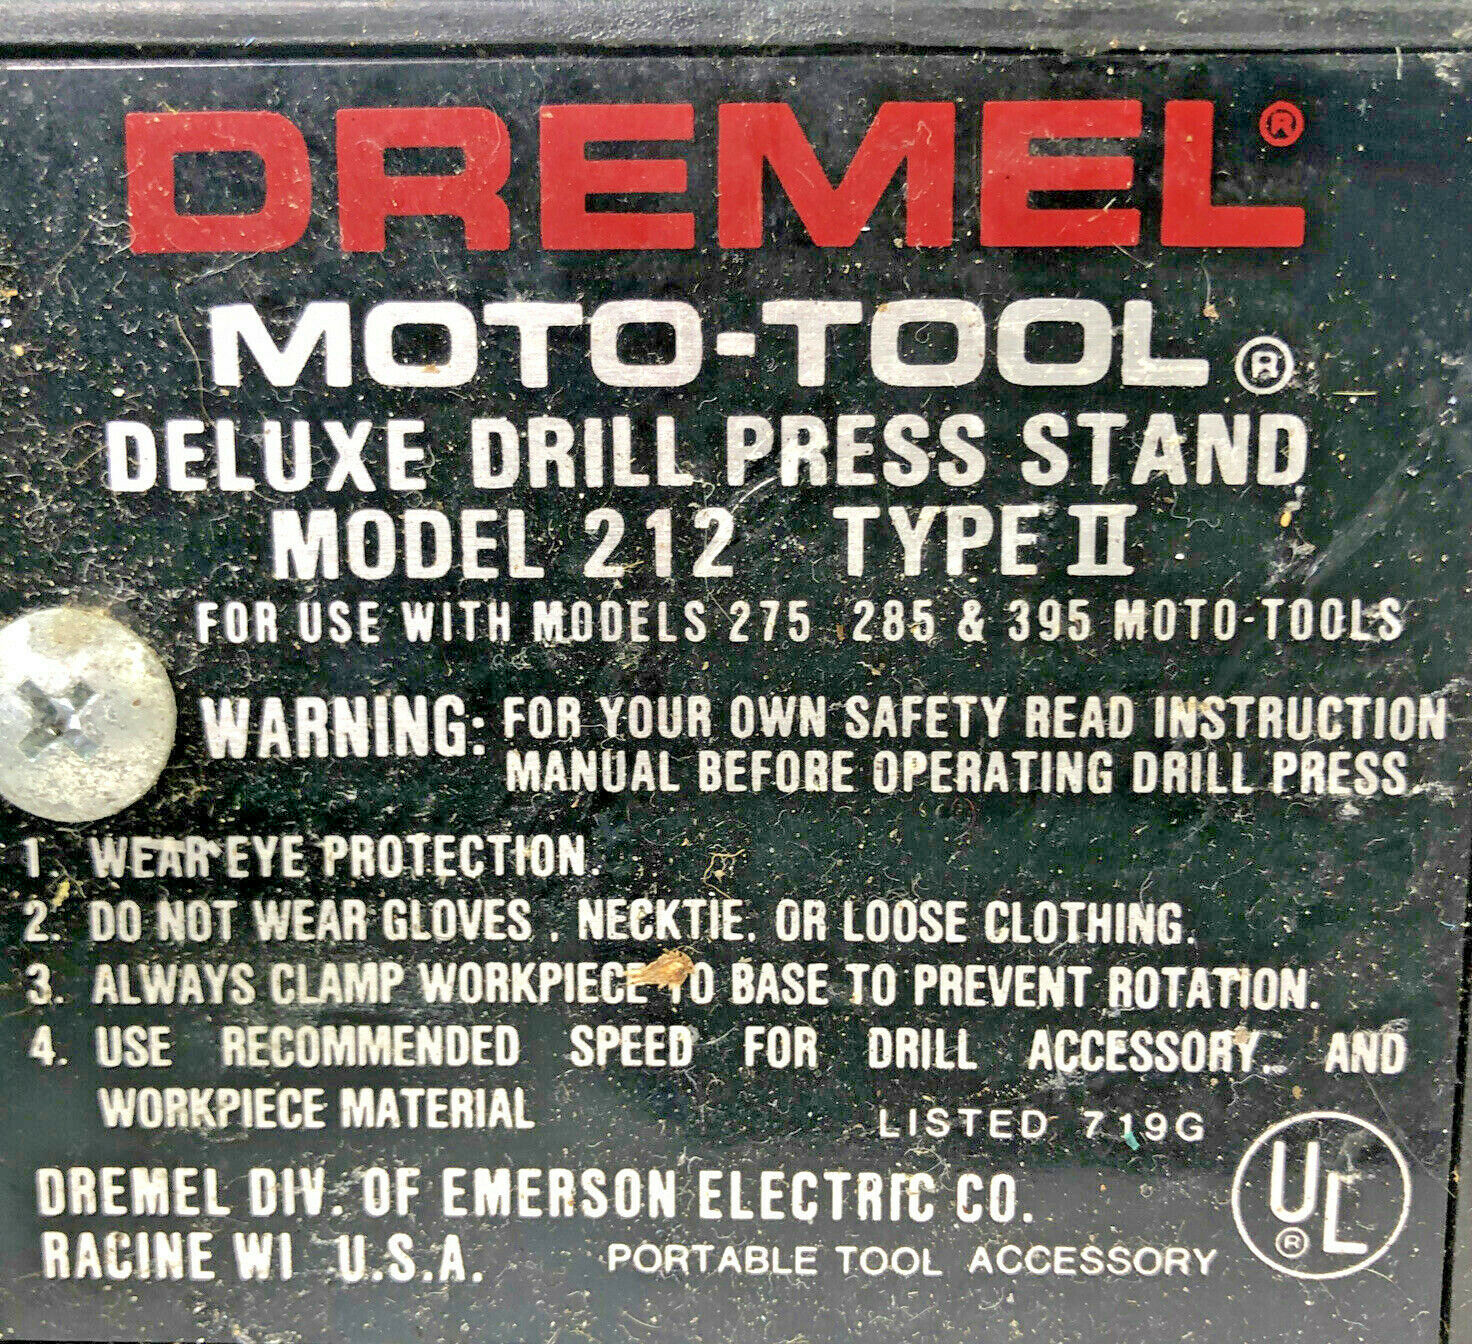 DREMEL®
MOTO-TOOL®
DELUXE DRILL PRESS STAND
MODEL 212 TYPE II
FOR USE WITH MODELS 275 285 & 395 MOTO-TOOLS
WARNING: FOR YOUR OWN SAFETY READ INSTRUCTION
MANUAL BEFORE OPERATING DRILL PRESS.
1. WEAR EYE PROTECTION.
2. DO NOT WEAR GLOVES, NECKTIE, OR LOOSE CLOTHING.
3. ALWAYS CLAMP WORKPIECE TO BASE TO PREVENT ROTATION.
4. USE RECOMMENDED SPEED FOR DRILL ACCESSORY. AND
WORKPIECE MATERIAL
LISTED 719G
DREMEL DIV. OF EMERSON ELECTRIC CO.
RACINE WI U.S.A.
PORTABLE TOOL ACCESSORY
UL®